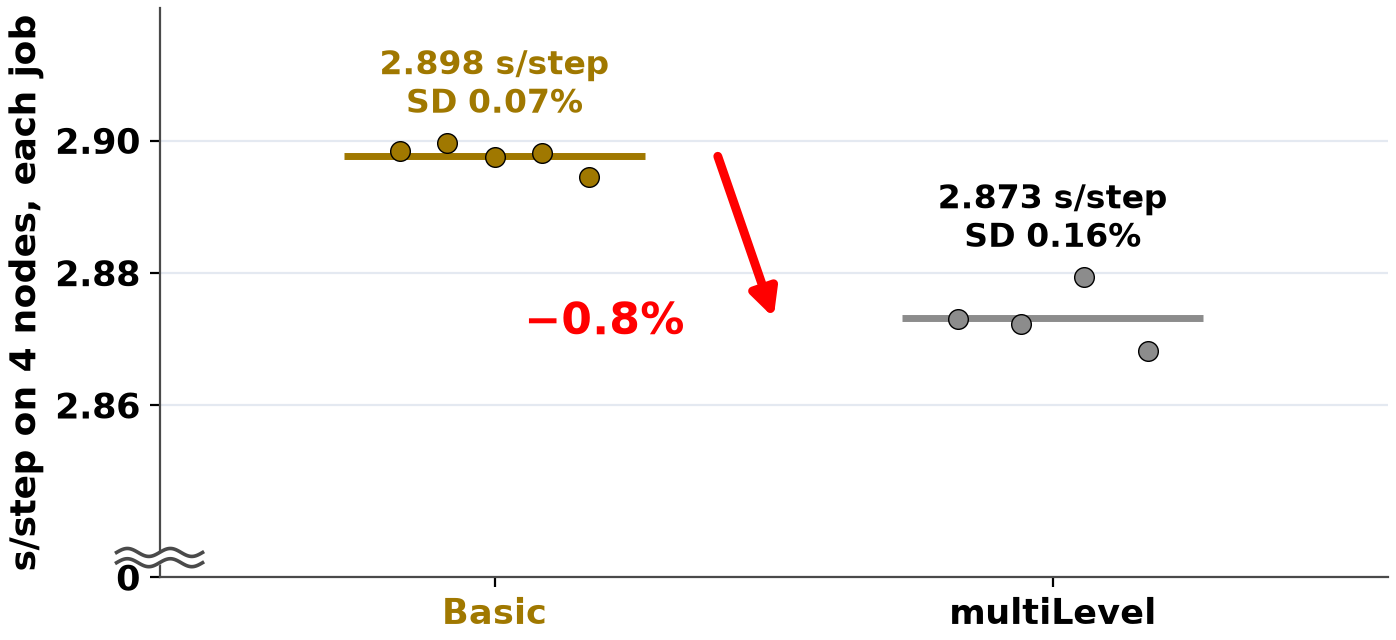 s/step on 4 nodes, each job
2.898 s/step
SD 0.07%
2.90
2.873 s/step
SD 0.16%
2.88
−0.8%
2.86
0
Basic
multiLevel